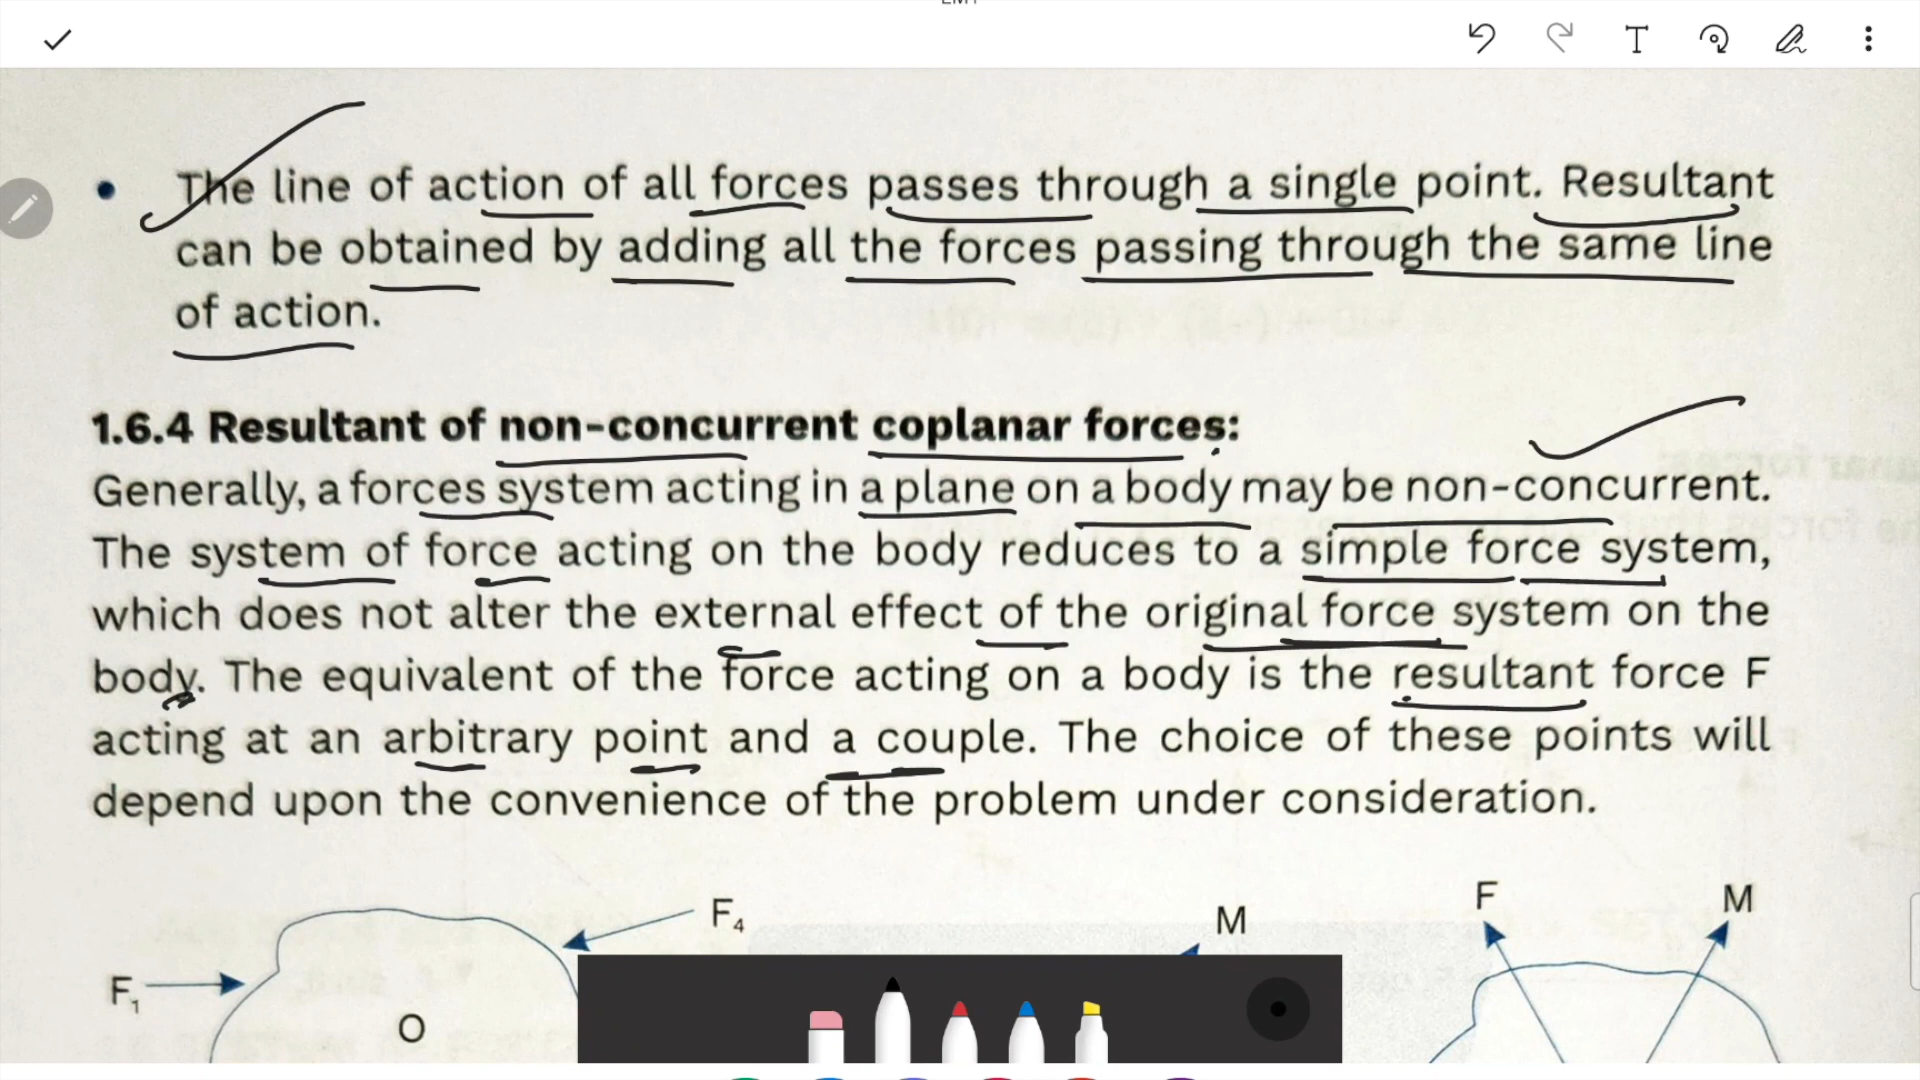 • The line of action of all forces passes through a single point. Resultant
can be obtained by adding all the forces passing through the same line
of action.
1.6.4 Resultant of non-concurrent coplanar forces:
Generally, a forces system acting in a plane on a body may be non-concurrent.
The system of force acting on the body reduces to a simple force system,
which does not alter the external effect of the original force system on the
body. The equivalent of the force acting on a body is the resultant force F
acting at an arbitrary point and a couple. The choice of these points will
depend upon the convenience of the problem under consideration.
F₄
M
F
M
F₁
O